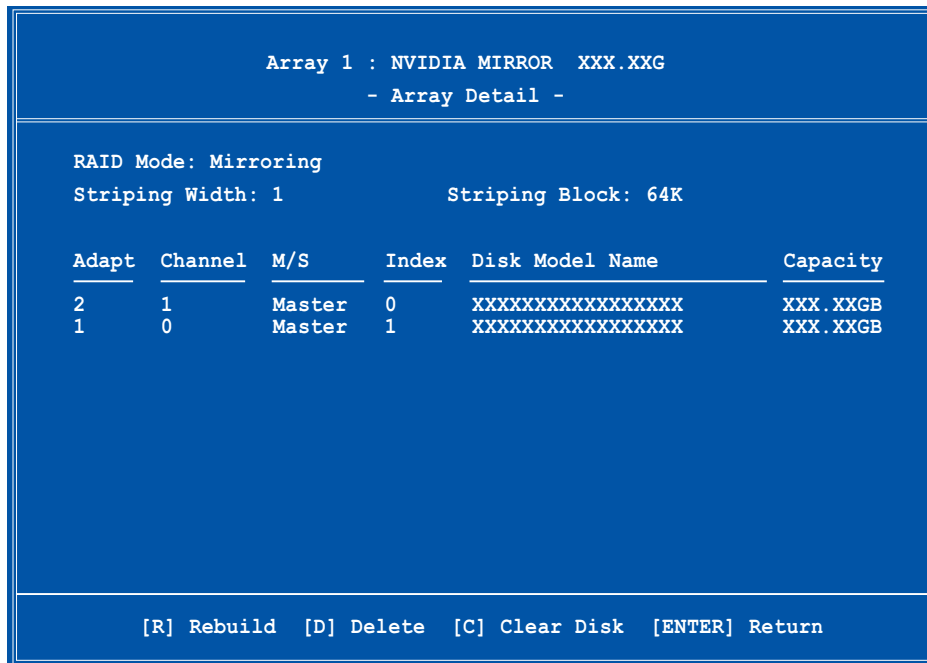 Array 1 : NVIDIA MIRROR XXX.XXG
- Array Detail -
RAID Mode: Mirroring
Striping Width: 1 Striping Block: 64K
Adapt Channel M/S Index Disk Model Name Capacity
2 1 Master 0 XXXXXXXXXXXXXXXXX XXX.XXGB
1 0 Master 1 XXXXXXXXXXXXXXXXX XXX.XXGB
[R] Rebuild [D] Delete [C] Clear Disk [ENTER] Return